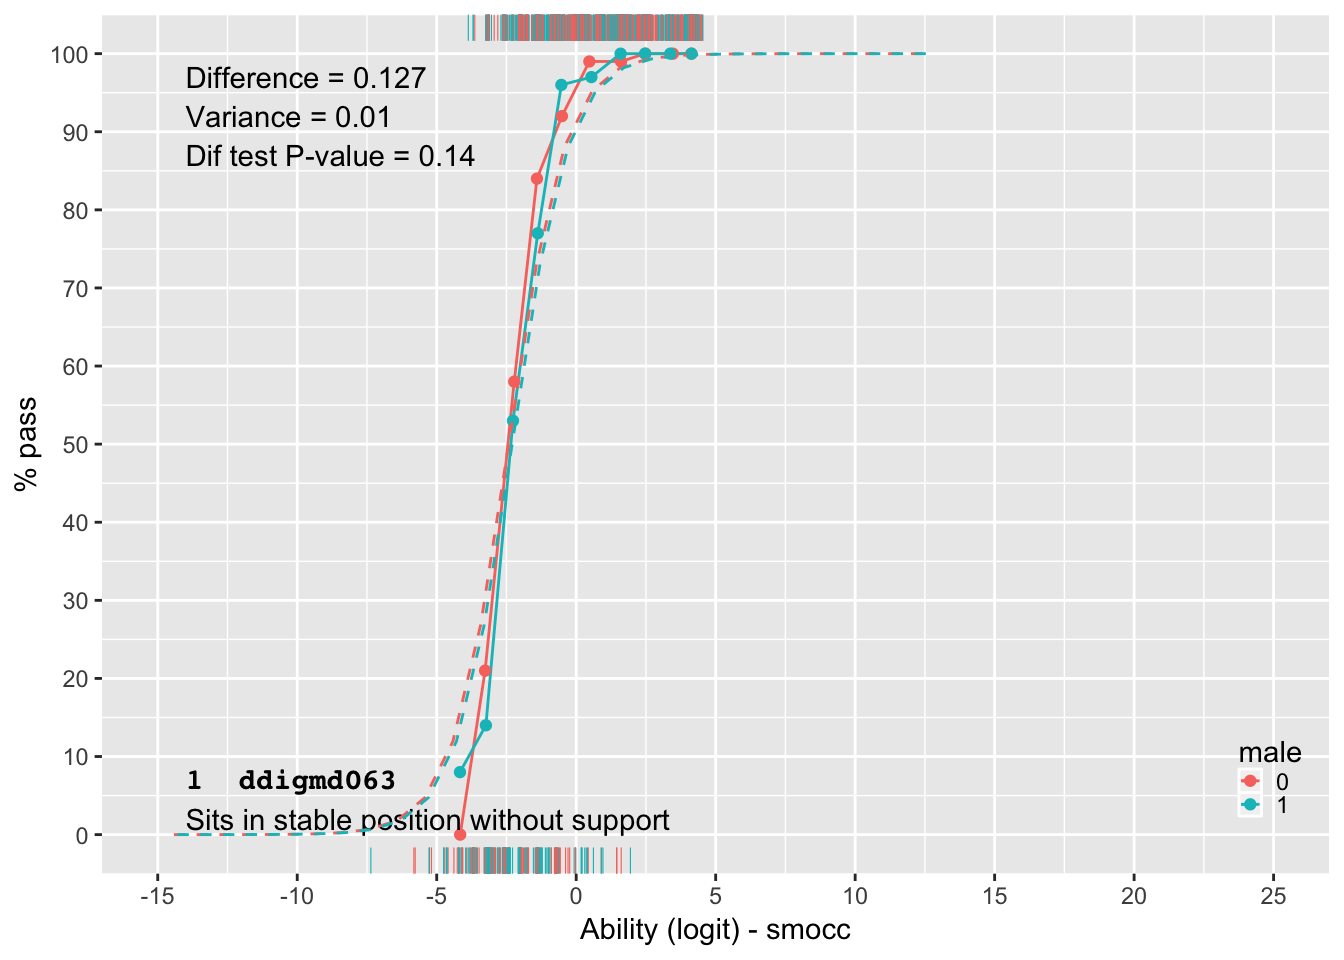 100
90
80
70
60
50
40
30
20
10
0
% pass
Difference = 0.127
Variance = 0.01
Dif test P-value = 0.14
1 ddigmd063
Sits in stable position without support
male
0
1
-15 -10 -5 0 5 10 15 20 25
Ability (logit) - smocc